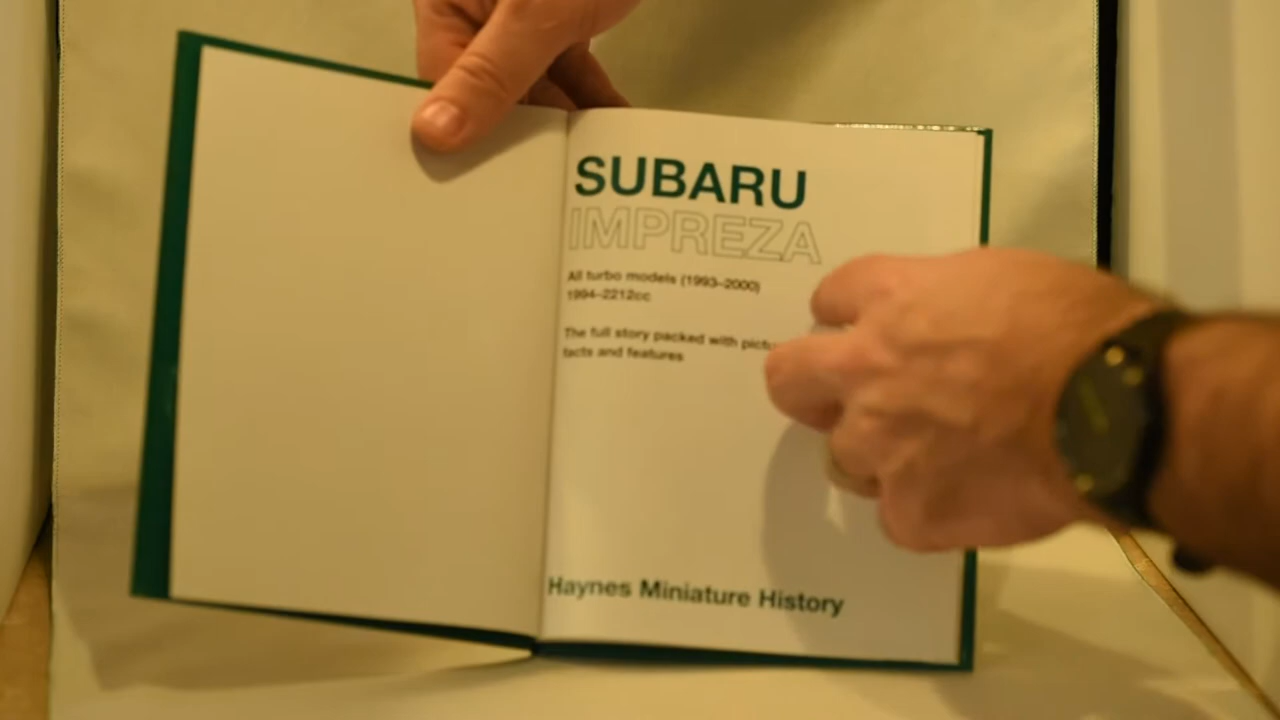 SUBARU
IMPREZA
All turbo models (1993–2000)
1994–2212cc
The full story packed with
facts and features
Haynes Miniature History